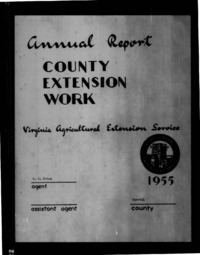 Annual Report
COUNTY
EXTENSION
WORK
Virginia Agricultural Extension Service
agent
1955
assistant agent
county